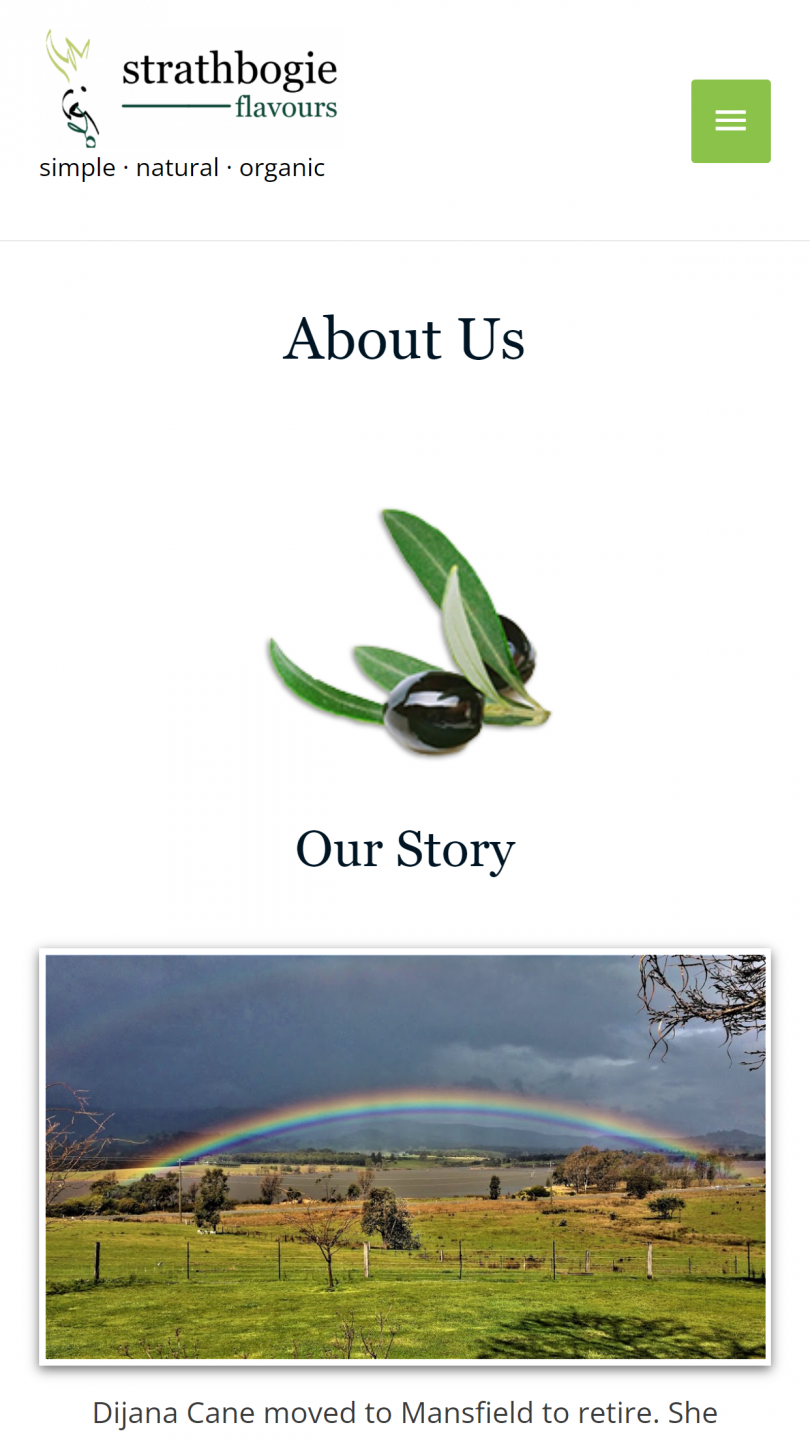 strathbogie
flavours
simple · natural · organic
About Us
Our Story
Dijana Cane moved to Mansfield to retire. She